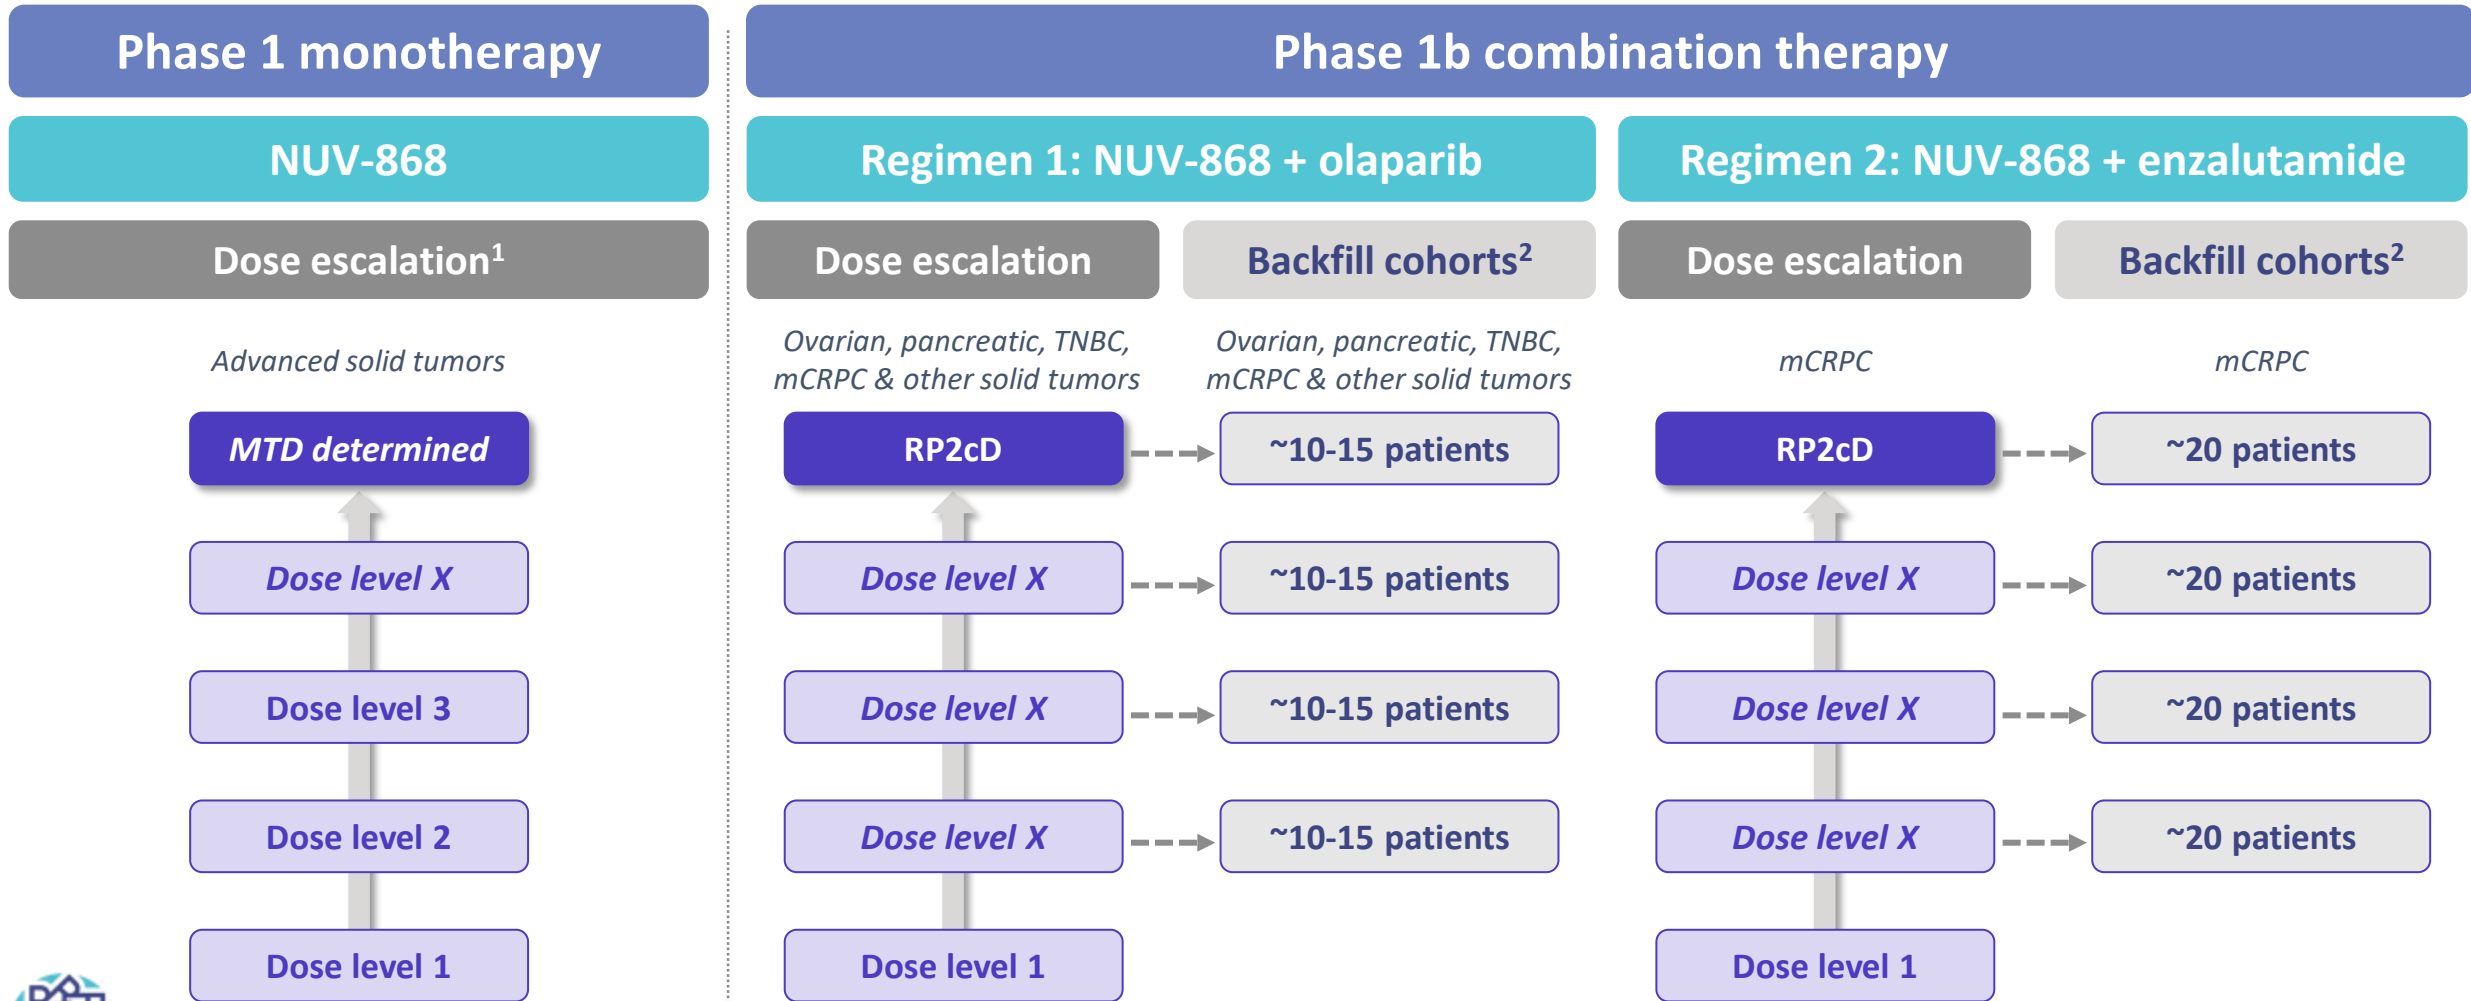 Phase 1 monotherapy
Phase 1b combination therapy
NUV-868
Regimen 1: NUV-868 + olaparib
Regimen 2: NUV-868 + enzalutamide
Dose escalation¹
Dose escalation
Backfill cohorts²
Dose escalation
Backfill cohorts²
Advanced solid tumors
Ovarian, pancreatic, TNBC,
mCRPC & other solid tumors
Ovarian, pancreatic, TNBC,
mCRPC & other solid tumors
mCRPC
mCRPC
MTD determined
RP2cD
~10-15 patients
RP2cD
~20 patients
Dose level X
Dose level X
~10-15 patients
Dose level X
~20 patients
Dose level 3
Dose level X
~10-15 patients
Dose level X
~20 patients
Dose level 2
Dose level X
~10-15 patients
Dose level X
~20 patients
Dose level 1
Dose level 1
Dose level 1